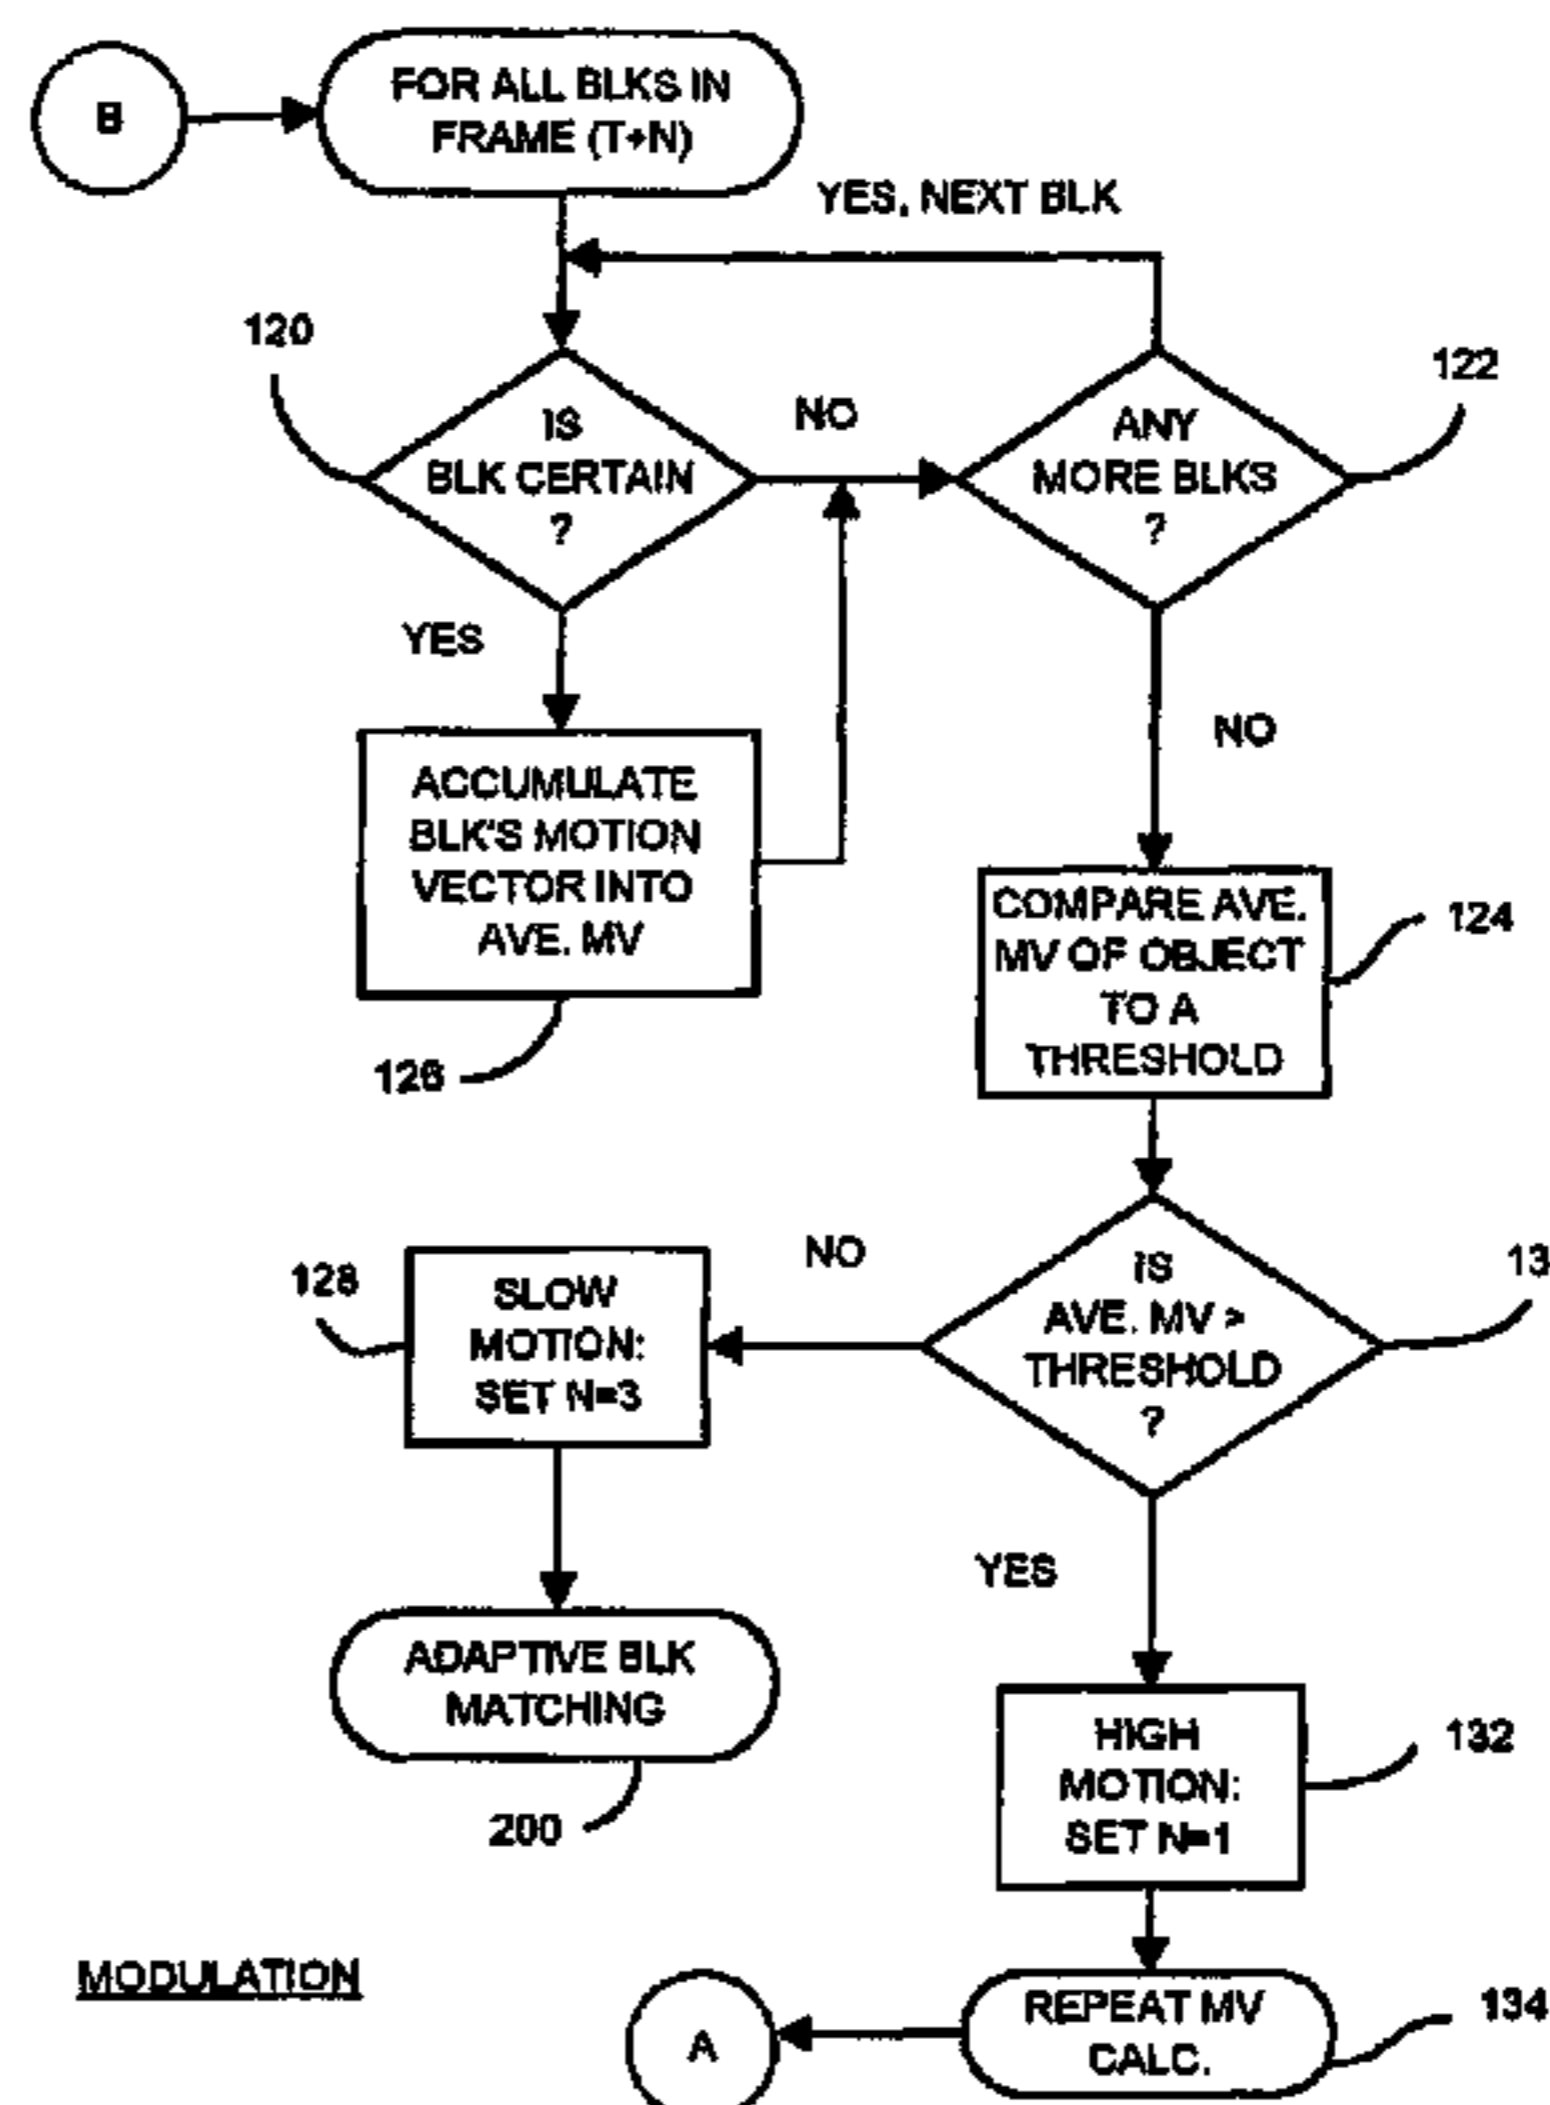 B
FOR ALL BLKS IN
FRAME (T+N)
YES, NEXT BLK
120
IS
BLK CERTAIN
?
NO
122
ANY
MORE BLKS
?
YES
NO
ACCUMULATE
BLK'S MOTION
VECTOR INTO
AVE. MV
126
COMPARE AVE.
MV OF OBJECT
TO A
THRESHOLD
124
128
SLOW
MOTION:
SET N=3
NO
IS
AVE. MV >
THRESHOLD
?
13
YES
ADAPTIVE BLK
MATCHING
200
HIGH
MOTION:
SET N=1
132
MODULATION
A
REPEAT MV
CALC.
134